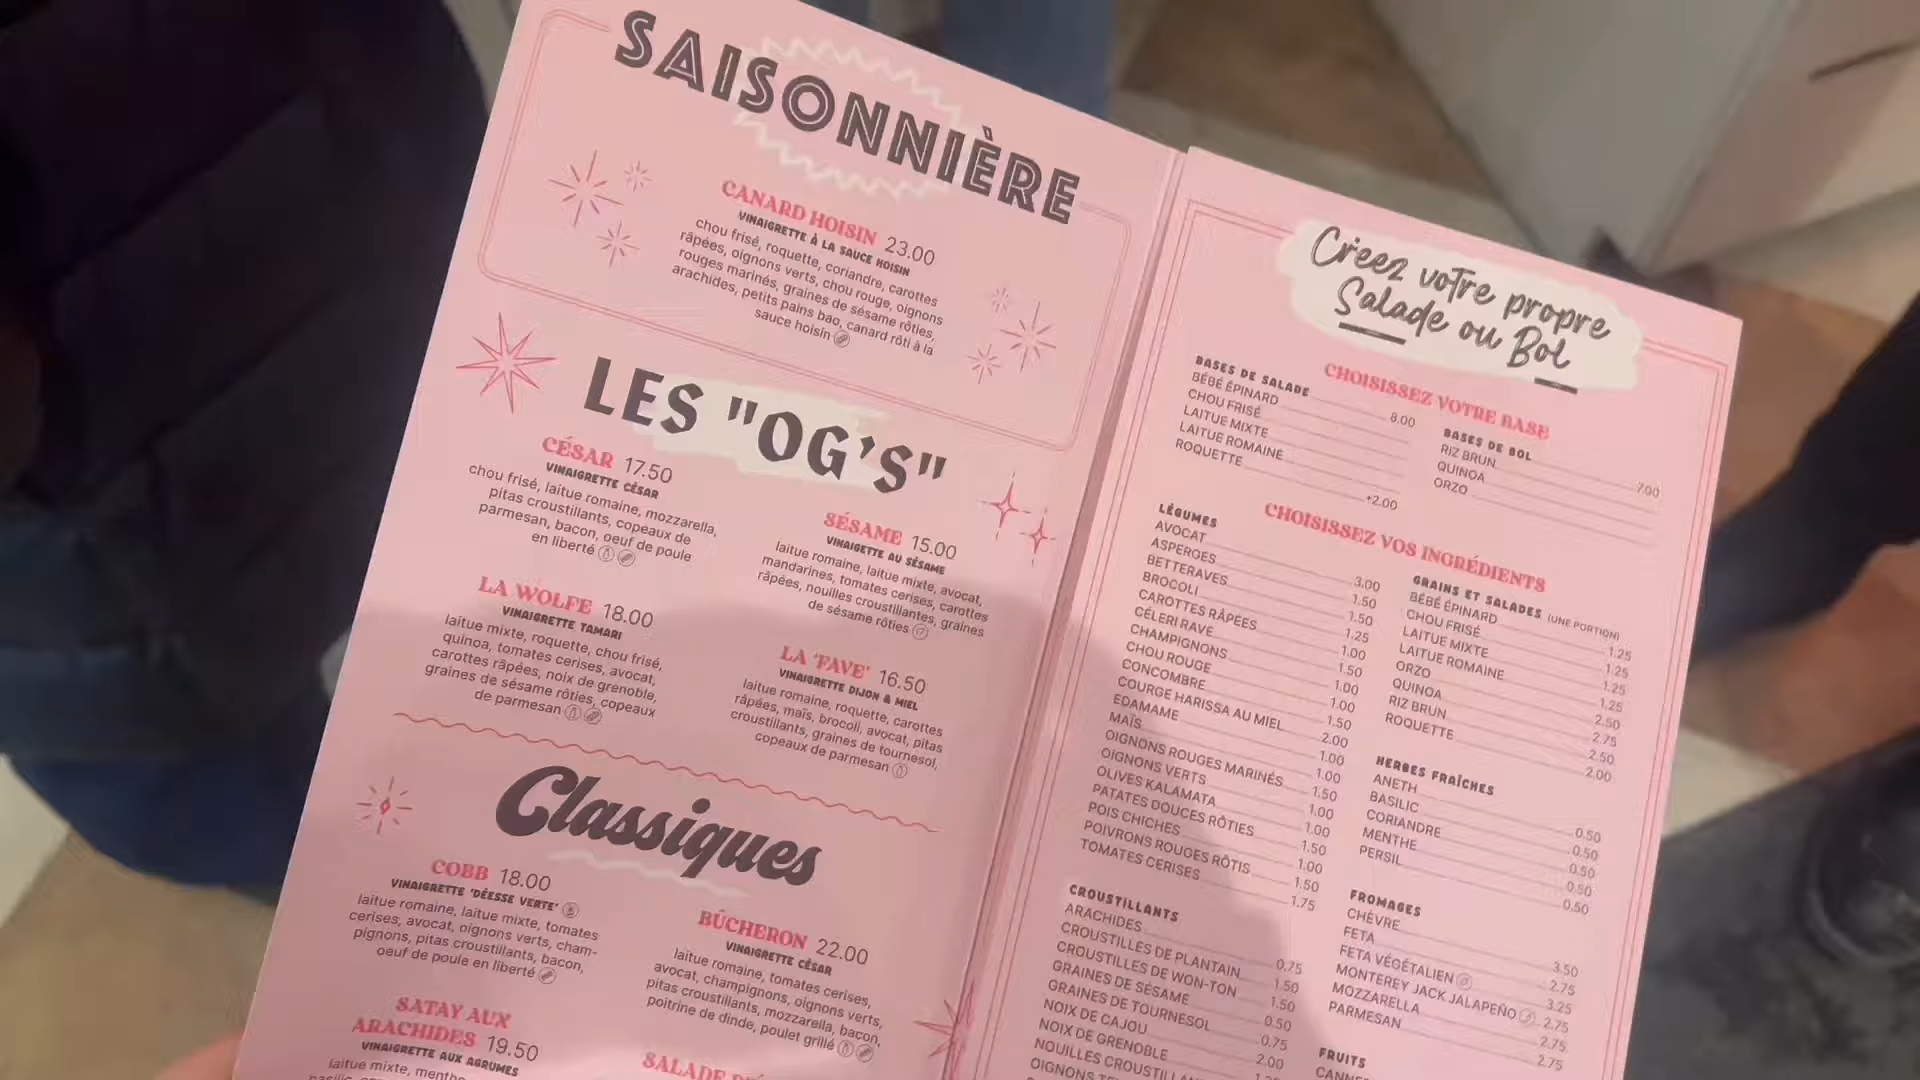 SAISONNIÈRE
CANARD HOISIN 23.00
VINAIGRETTE À LA SAUCE HOISIN
chou frisé, roquette, coriandre, carottes
râpées, oignons verts, chou rouge, oignons
rouges marinés, graines de sésame rôties,
arachides, petits pains bao, canard rôti à la
sauce hoisin
LES "OG'S"
CÉSAR 17.50
VINAIGRETTE CÉSAR
chou frisé, laitue romaine, mozzarella,
pitas croustillants, copeaux de
parmesan, bacon, oeuf de poule
en liberté
SÉSAME 15.00
VINAIGETTE AU SÉSAME
laitue romaine, laitue mixte, avocat,
mandarines, tomates cerises, carottes
râpées, nouilles croustillantes, graines
de sésame rôties
LA WOLFE 18.00
VINAIGRETTE TAMARI
laitue mixte, roquette, chou frisé,
quinoa, tomates cerises, avocat,
carottes râpées, noix de grenoble,
graines de sésame rôties, copeaux
de parmesan
LA 'FAVE' 16.50
VINAIGRETTE DIJON & MIEL
laitue romaine, roquette, carottes
râpées, maïs, brocoli, avocat, pitas
croustillants, graines de tournesol,
copeaux de parmesan
Classiques
COBB 18.00
VINAIGRETTE 'DÉESSE VERTE'
laitue romaine, laitue mixte, tomates
cerises, avocat, oignons verts, cham-
pignons, pitas croustillants, bacon,
oeuf de poule en liberté
BÛCHERON 22.00
VINAIGRETTE CÉSAR
laitue romaine, tomates cerises,
avocat, champignons, oignons verts,
pitas croustillants, mozzarella, bacon,
poitrine de dinde, poulet grillé
SATAY AUX
ARACHIDES 19.50
VINAIGRETTE AUX AGRUMES
laitue mixte, menthe
SALADE
Créez votre propre
Salade ou Bol
CHOISISSEZ VOTRE BASE
BASES DE SALADE 8.00
BÉBÉ ÉPINARD
CHOU FRISÉ
LAITUE MIXTE
LAITUE ROMAINE
ROQUETTE +2.00
BASES DE BOL 7.00
RIZ BRUN
QUINOA
ORZO
CHOISISSEZ VOS INGRÉDIENTS
LÉGUMES
AVOCAT 3.00
ASPERGES 1.50
BETTERAVES 1.50
BROCOLI 1.25
CAROTTES RÂPÉES 1.00
CÉLERI RAVE 1.50
CHAMPIGNONS 1.00
CHOU ROUGE 1.00
CONCOMBRE 1.50
COURGE HARISSA AU MIEL 2.00
EDAMAME 1.00
MAÏS 1.00
OIGNONS ROUGES MARINÉS 1.50
OIGNONS VERTS 1.00
OLIVES KALAMATA 1.00
PATATES DOUCES RÔTIES 1.50
POIS CHICHES 1.00
POIVRONS ROUGES RÔTIS 1.50
TOMATES CERISES 1.75
CROUSTILLANTS
ARACHIDES 0.75
CROUSTILLES DE PLANTAIN 1.50
CROUSTILLES DE WON-TON 1.50
GRAINES DE SÉSAME 0.50
GRAINES DE TOURNESOL 0.75
NOIX DE CAJOU 2.00
NOIX DE GRENOBLE
NOUILLES
OIGNONS
GRAINS ET SALADES (UNE PORTION)
BÉBÉ ÉPINARD 1.25
CHOU FRISÉ 1.25
LAITUE MIXTE 1.25
LAITUE ROMAINE 1.25
ORZO 2.50
QUINOA 2.75
RIZ BRUN 2.50
ROQUETTE 2.00
HERBES FRAÎCHES
ANETH 0.50
BASILIC 0.50
CORIANDRE 0.50
MENTHE 0.50
PERSIL 0.50
FROMAGES
CHÈVRE 3.50
FETA 2.75
FETA VÉGÉTALIEN 3.25
MONTEREY JACK JALAPEÑO 2.75
MOZZARELLA 2.75
PARMESAN 2.75
FRUITS